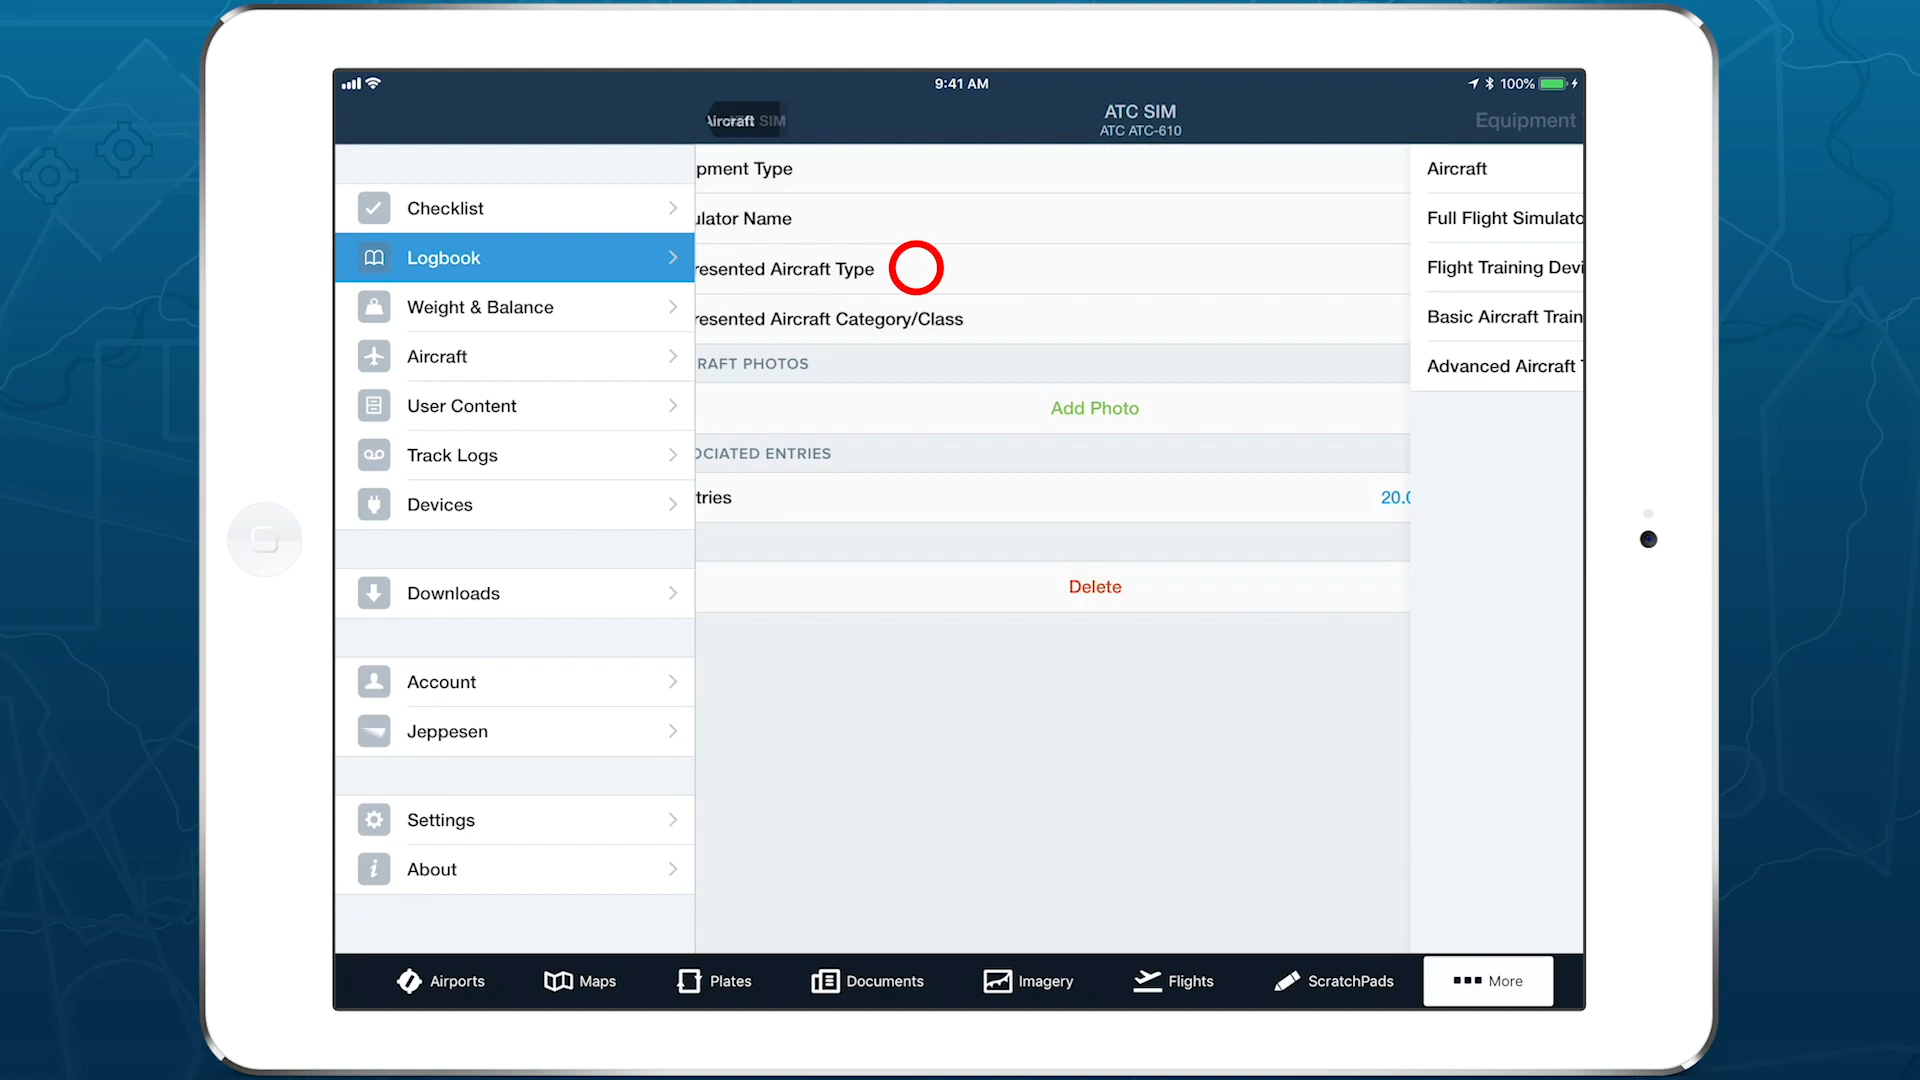 9:41 AM
100%
Aircraft SIM
ATC SIM
ATC ATC-610
Equipment
Checklist
Logbook
Weight & Balance
Aircraft
User Content
Track Logs
Devices
Downloads
Account
Jeppesen
Settings
About
pment Type
ulator Name
resented Aircraft Type
resented Aircraft Category/Class
RAFT PHOTOS
Add Photo
OCIATED ENTRIES
tries
20.0
Delete
Aircraft
Full Flight Simulato
Flight Training Devi
Basic Aircraft Train
Advanced Aircraft T
Airports
Maps
Plates
Documents
Imagery
Flights
ScratchPads
More